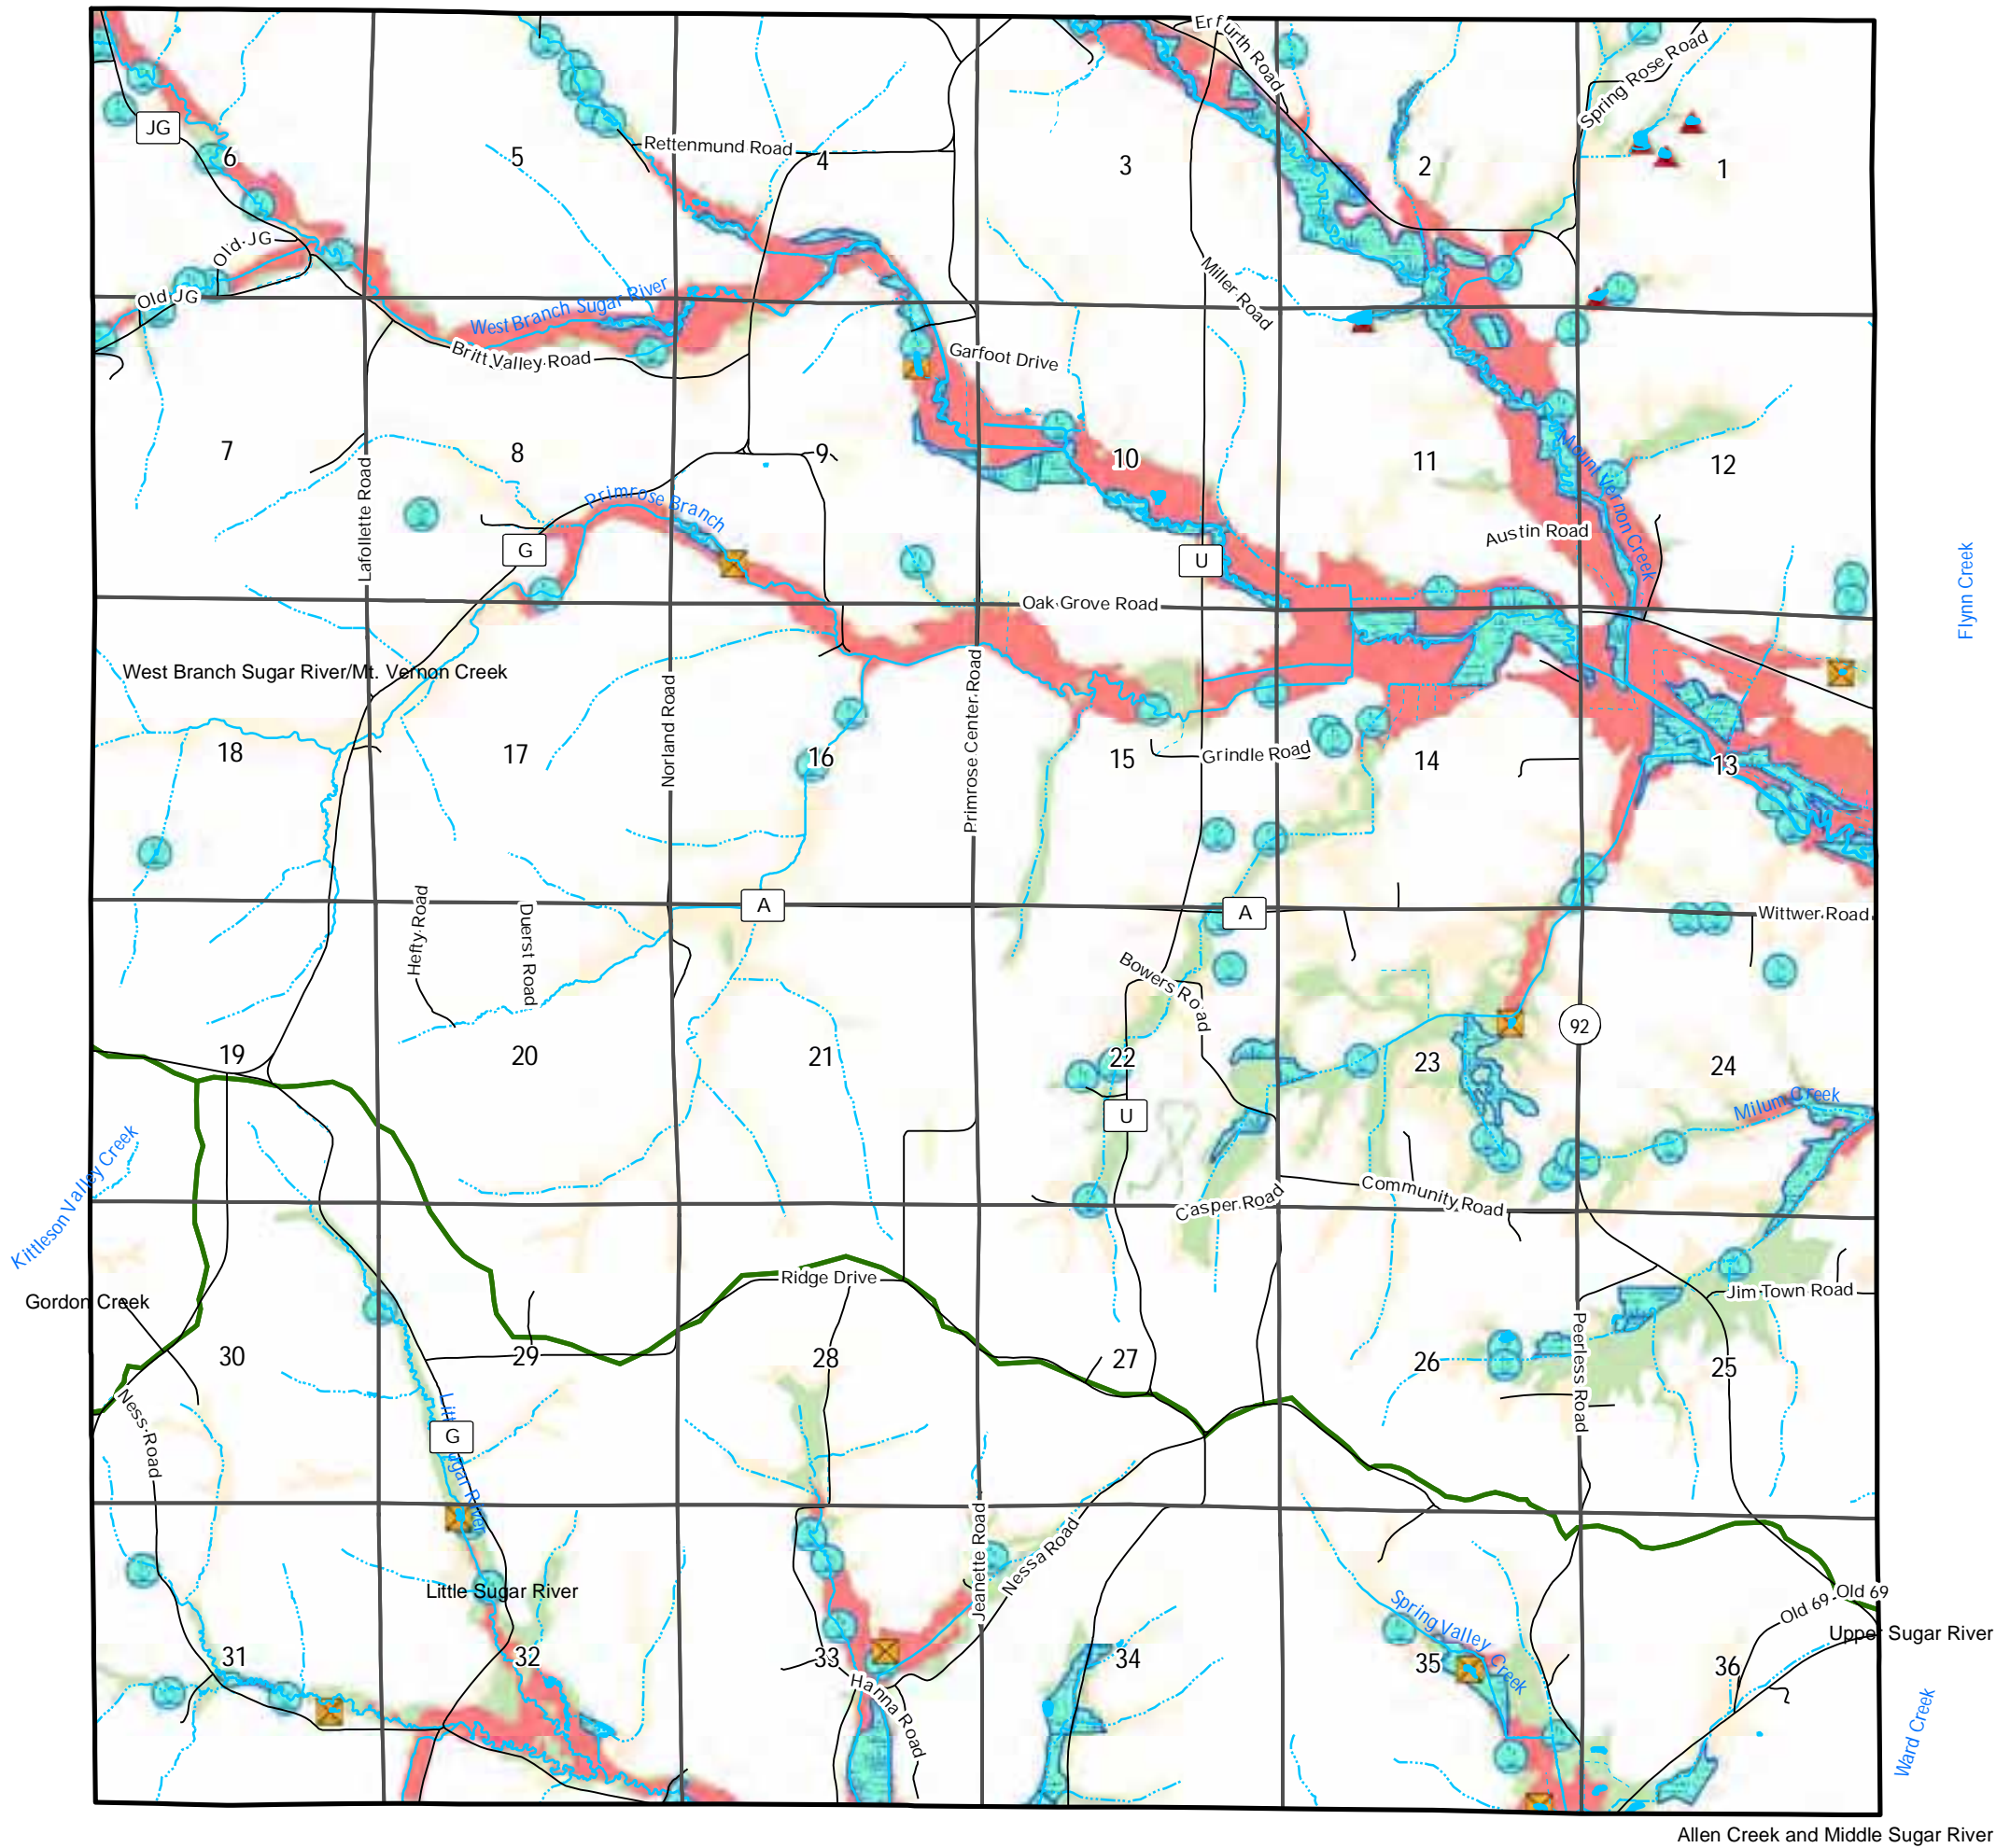 Erfurth Road
Spring Rose Road
JG
Rettenmund Road
6
5
4
3
2
1
Old JG
Old JG
West Branch Sugar River
Miller Road
Britt Valley Road
Garfoot Drive
7
8
9
10
11
12
Lafollette Road
Primrose Branch
Mount Vernon Creek
G
U
Austin Road
Flynn Creek
Oak Grove Road
West Branch Sugar River/Mt. Vernon Creek
Norland Road
Primrose Center Road
18
17
16
15
Grindle Road
14
13
A
A
Wittwer Road
Hefty Road
Duerst Road
Bowers Road
92
19
20
21
22
23
24
U
Milum Creek
Kittleson Valley Creek
Casper Road
Community Road
Ridge Drive
Jim Town Road
Gordon Creek
Peerless Road
30
29
28
27
26
25
Ness Road
G
Little Sugar River
Jeanette Road
Nessa Road
Little Sugar River
Spring Valley Creek
Old 69
Old 69
Upper Sugar River
31
32
33
34
35
36
Hanna Road
Ward Creek
Allen Creek and Middle Sugar River